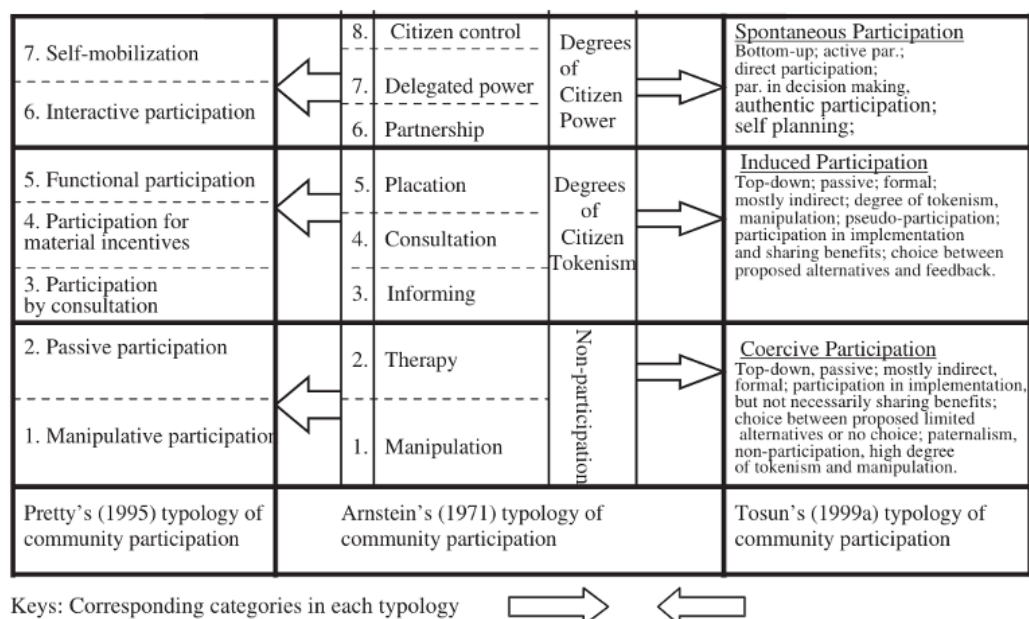 7. Self-mobilization
6. Interactive participation
8. Citizen control
7. Delegated power
6. Partnership
Degrees
of
Citizen
Power
Spontaneous Participation
Bottom-up; active par.;
direct participation;
par. in decision making,
authentic participation;
self planning;
5. Functional participation
4. Participation for
material incentives
3. Participation
by consultation
5. Placation
4. Consultation
3. Informing
Degrees
of
Citizen
Tokenism
Induced Participation
Top-down; passive; formal;
mostly indirect; degree of tokenism,
manipulation; pseudo-participation;
participation in implementation
and sharing benefits; choice between
proposed alternatives and feedback.
2. Passive participation
1. Manipulative participation
2. Therapy
1. Manipulation
Non-participation
Coercive Participation
Top-down, passive; mostly indirect,
formal; participation in implementation,
but not necessarily sharing benefits;
choice between proposed limited
alternatives or no choice; paternalism,
non-participation, high degree
of tokenism and manipulation.
Pretty's (1995) typology of
community participation
Arnstein's (1971) typology of
community participation
Tosun's (1999a) typology of
community participation
Keys: Corresponding categories in each typology